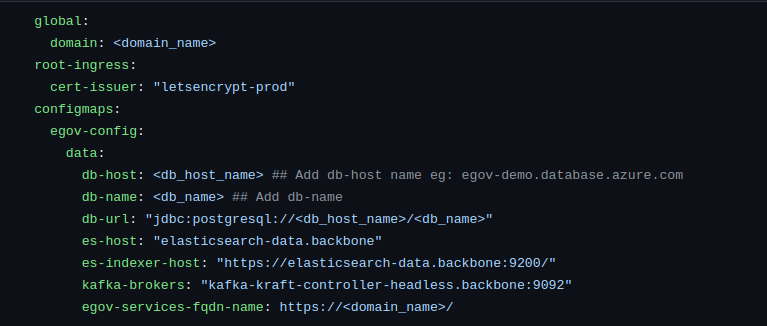 global:
  domain: <domain_name>
root-ingress:
  cert-issuer: "letsencrypt-prod"
configmaps:
  egov-config:
    data:
      db-host: <db_host_name> ## Add db-host name eg: egov-demo.database.azure.com
      db-name: <db_name> ## Add db-name
      db-url: "jdbc:postgresql://<db_host_name>/<db_name>"
      es-host: "elasticsearch-data.backbone"
      es-indexer-host: "https://elasticsearch-data.backbone:9200/"
      kafka-brokers: "kafka-kraft-controller-headless.backbone:9092"
      egov-services-fqdn-name: https://<domain_name>/